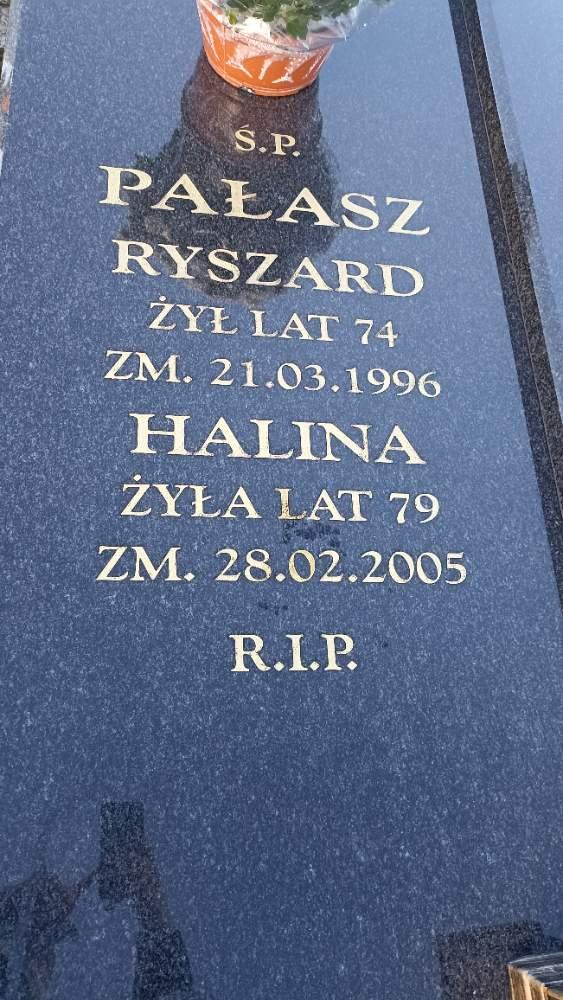 Ś.P.
PAŁASZ
RYSZARD
ŻYŁ LAT 74
ZM. 21.03.1996
HALINA
ŻYŁA LAT 79
ZM. 28.02.2005
R.I.P.